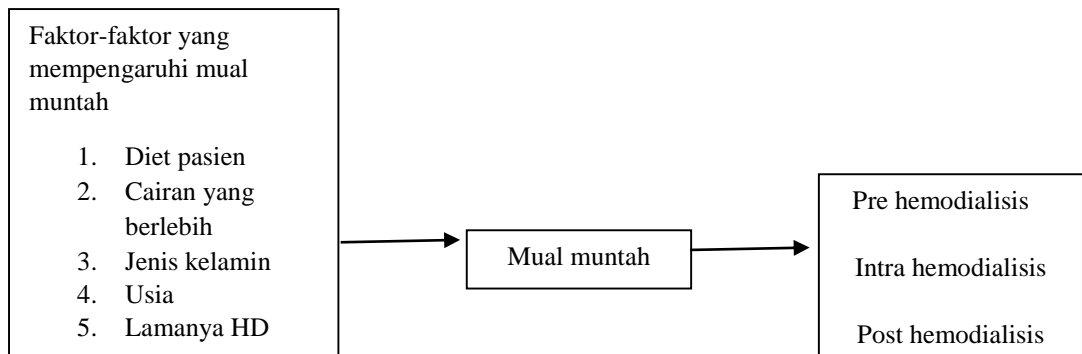 Faktor-faktor yang
mempengaruhi mual
muntah
1. Diet pasien
2. Cairan yang
berlebih
3. Jenis kelamin
4. Usia
5. Lamanya HD
Mual muntah
Pre hemodialisis
Intra hemodialisis
Post hemodialisis